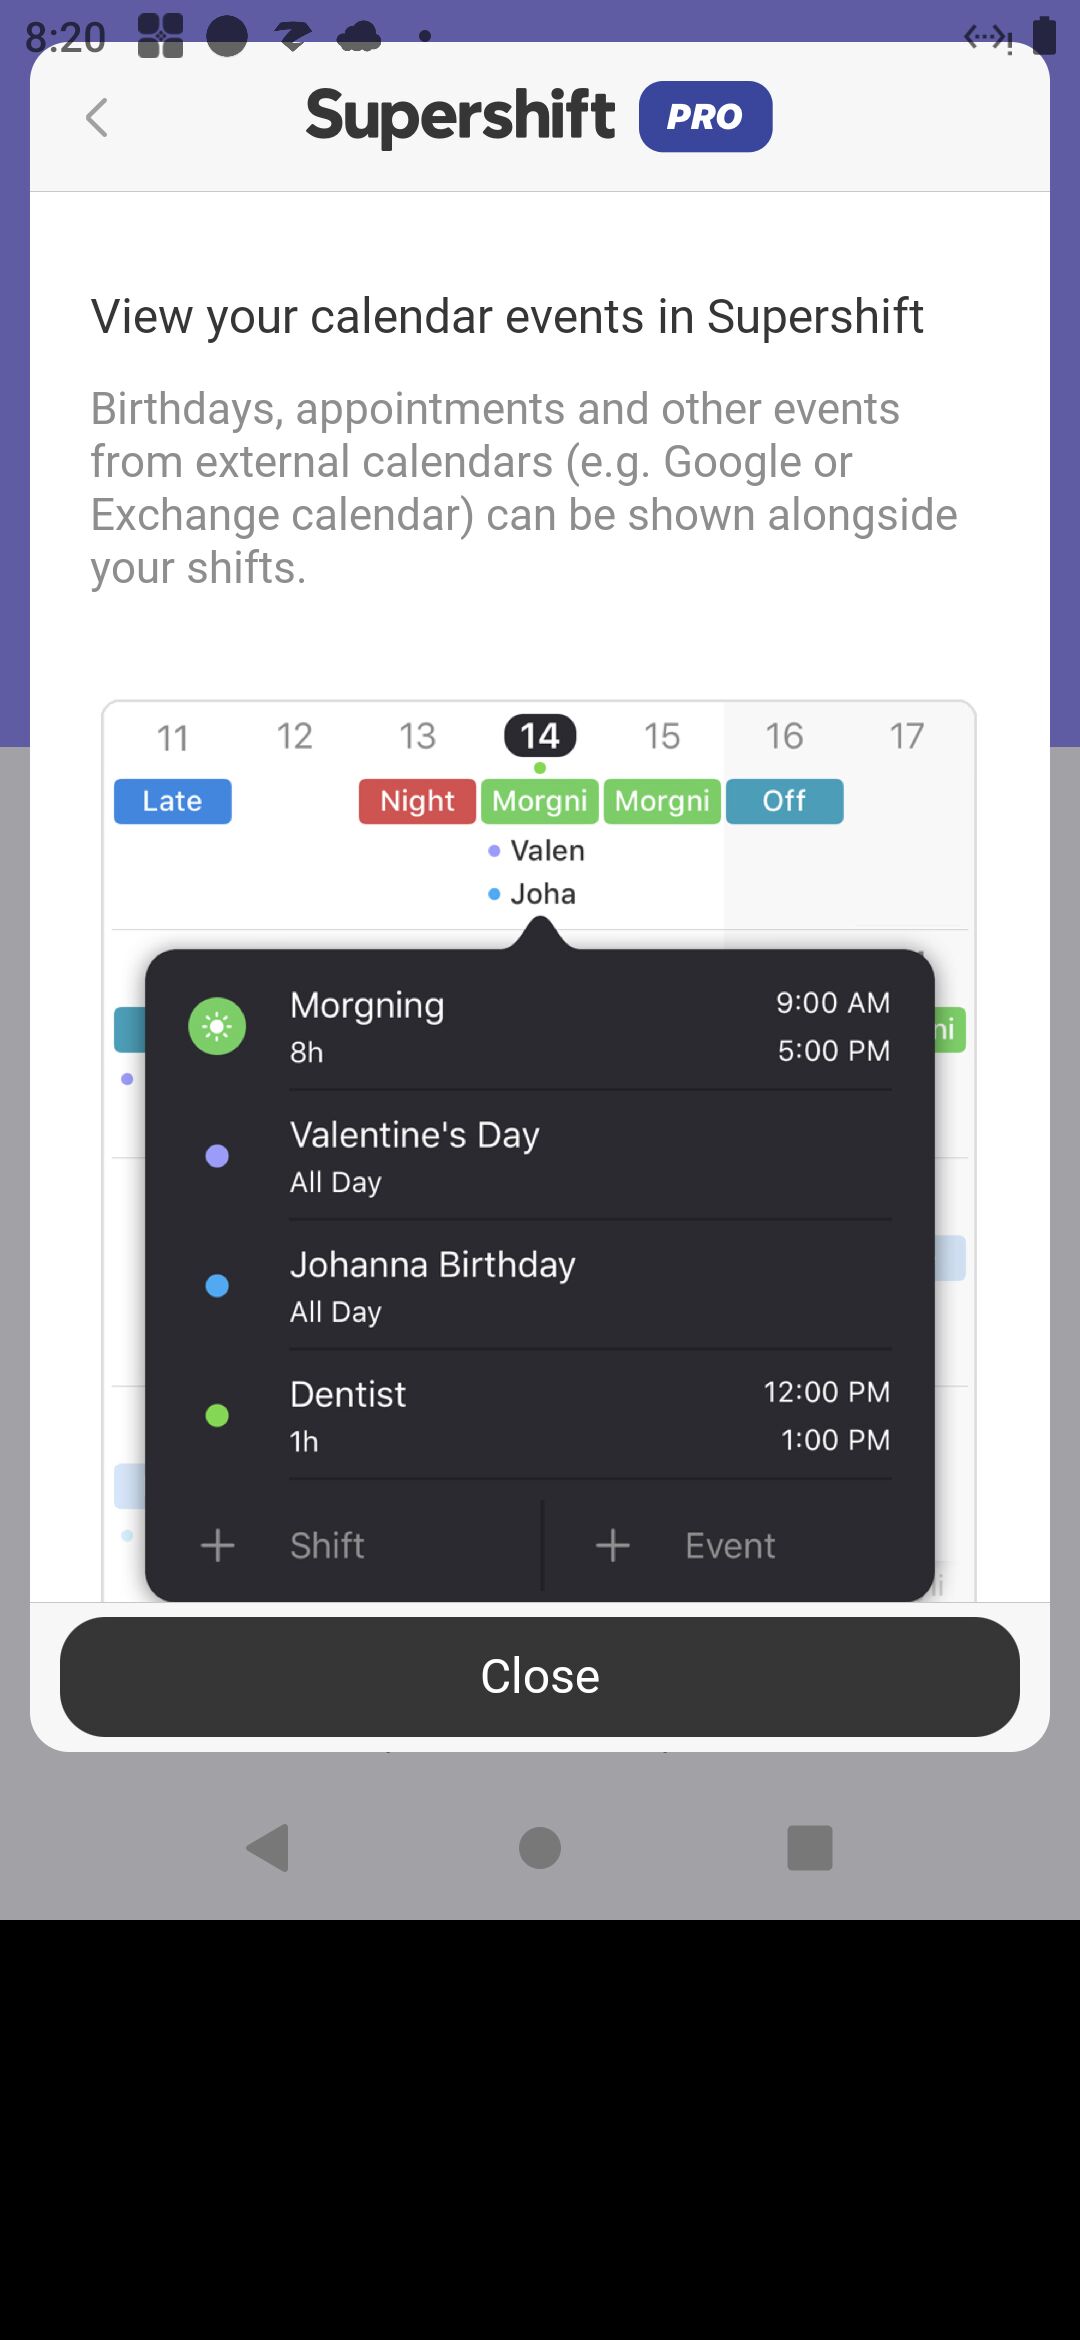 8:20
Supershift PRO
View your calendar events in Supershift
Birthdays, appointments and other events
from external calendars (e.g. Google or
Exchange calendar) can be shown alongside
your shifts.
11 12 13 14 15 16 17
Late Night Morgni Morgni Off
Valen
Joha
Morgning 9:00 AM
8h 5:00 PM
ni
Valentine's Day
All Day
Johanna Birthday
All Day
Dentist 12:00 PM
1h 1:00 PM
+ Shift + Event
Close